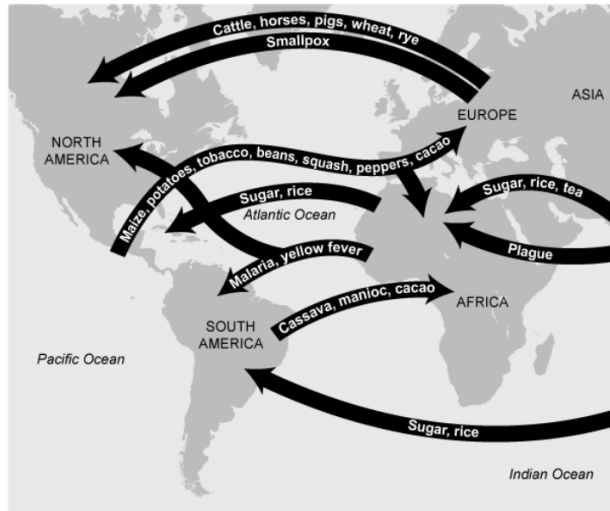 Cattle, horses, pigs, wheat, rye
Smallpox
ASIA
EUROPE
NORTH
AMERICA
Maize, potatoes, tobacco, beans, squash, peppers, cacao
Sugar, rice
Atlantic Ocean
Sugar, rice, tea
Plague
Malaria, yellow fever
Cassava, manioc, cacao
AFRICA
SOUTH
AMERICA
Pacific Ocean
Sugar, rice
Indian Ocean